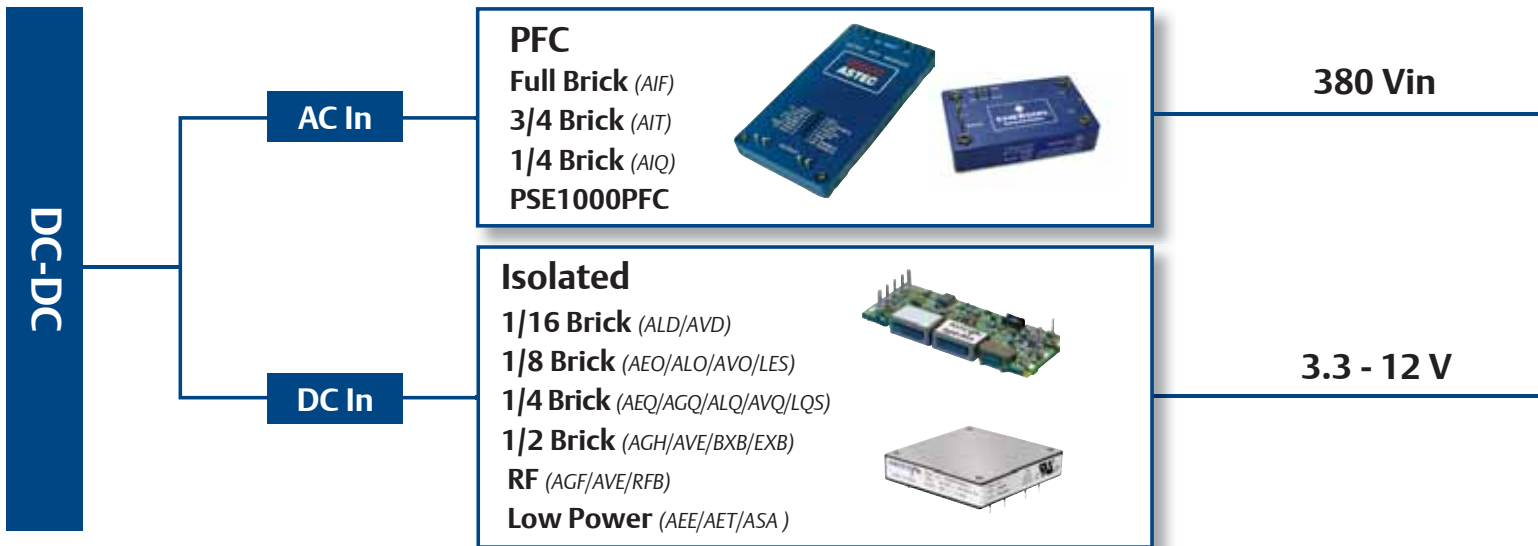 DC-DC
AC In
PFC
Full Brick (AIF)
3/4 Brick (AIT)
1/4 Brick (AIQ)
PSE1000PFC
ASTEC
EMERSON
380 Vin
DC In
Isolated
1/16 Brick (ALD/AVD)
1/8 Brick (AEO/ALO/AVO/LES)
1/4 Brick (AEQ/AGQ/ALQ/AVQ/LQS)
1/2 Brick (AGH/AVE/BXB/EXB)
RF (AGF/AVE/RFB)
Low Power (AEE/AET/ASA )
3.3 - 12 V